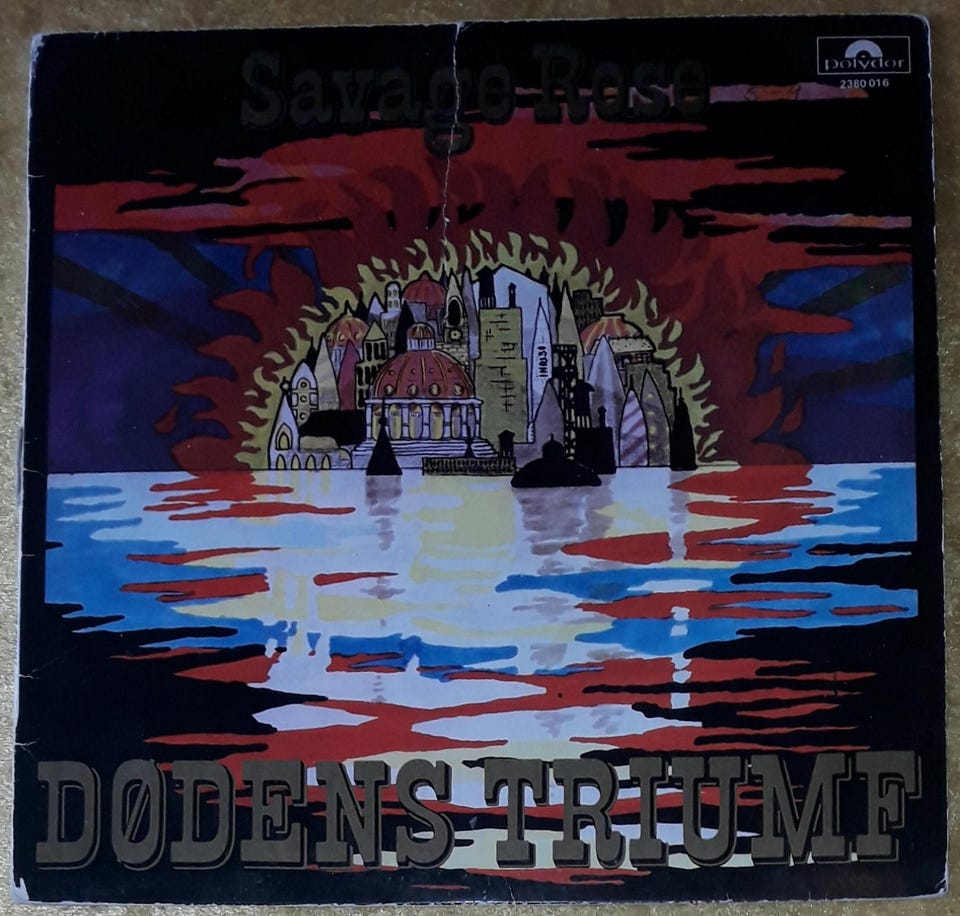 Savage Rose
polydor
2380 016
DØDENS TRIUMF